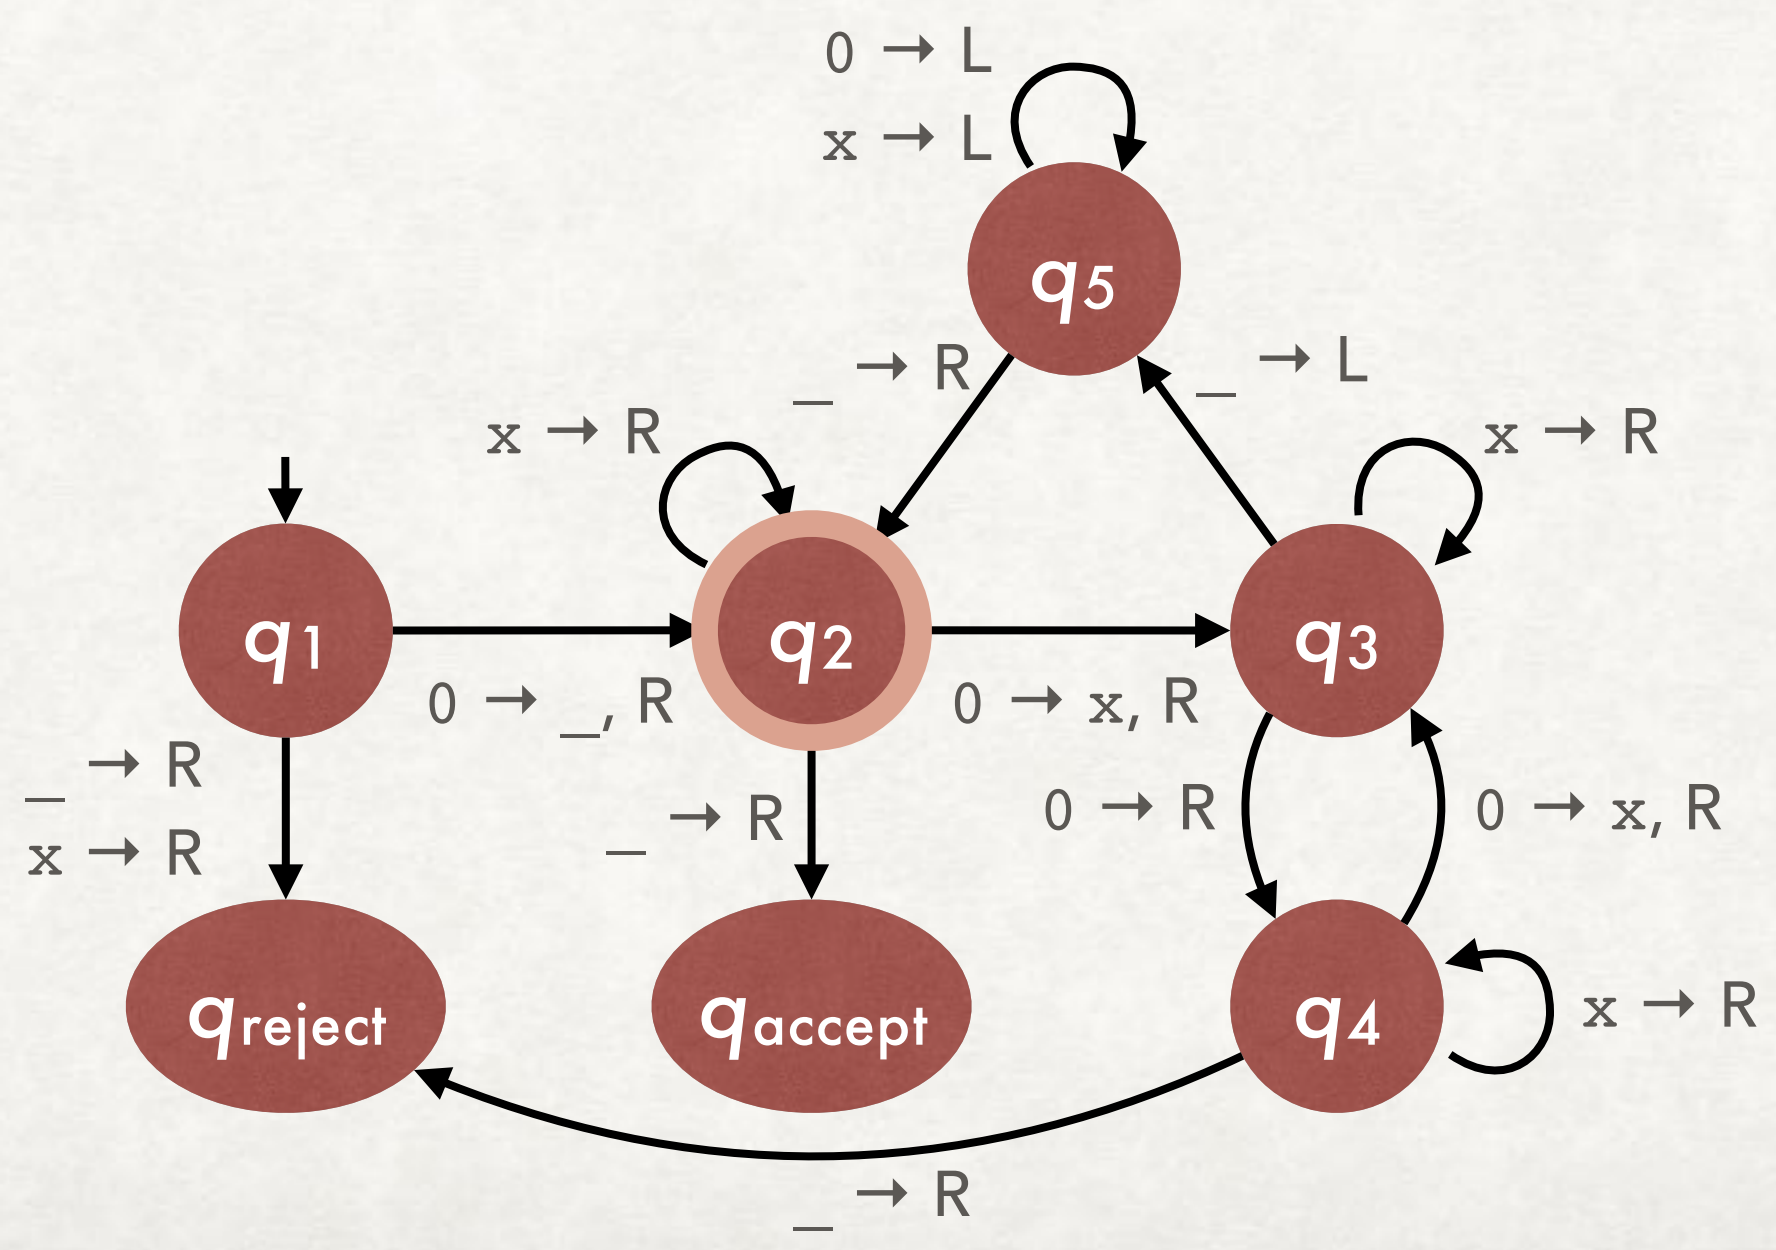 0 → L
x → L
q5
_ → R
_ → L
x → R
x → R
q1
q2
q3
0 → _, R
0 → x, R
_ → R
x → R
_ → R
0 → R
0 → x, R
qreject
qaccept
q4
x → R
_ → R